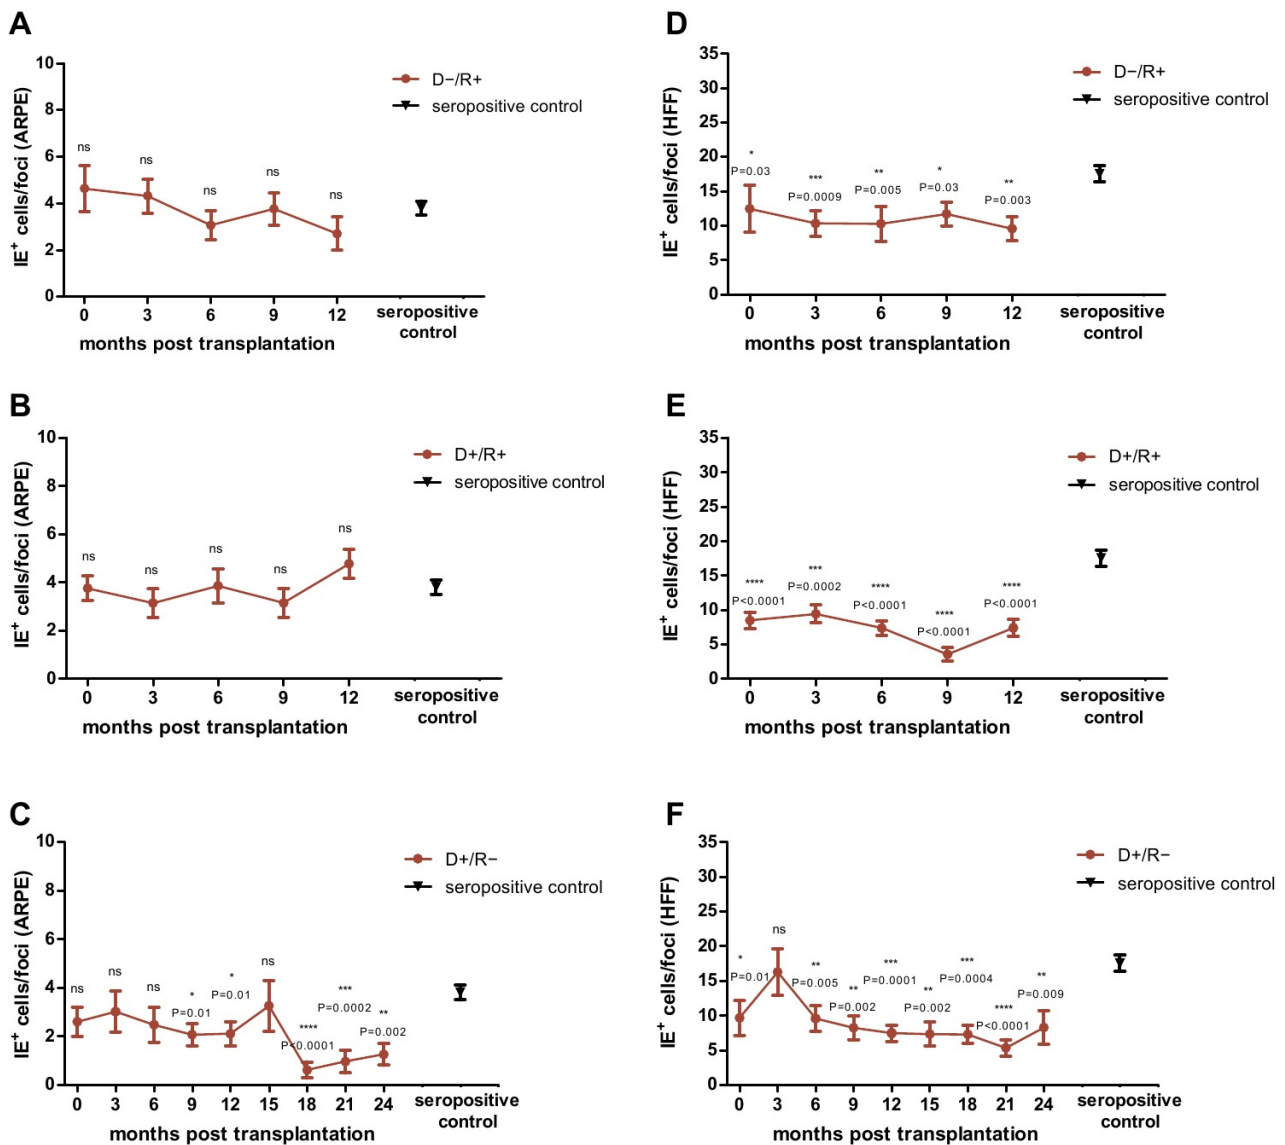 A
IE+ cells/foci (ARPE)
10
8
6
4
2
0
D−/R+
seropositive control
ns
ns
ns
ns
ns
0 3 6 9 12
seropositive
control
months post transplantation
D
IE+ cells/foci (HFF)
35
30
25
20
15
10
5
0
D−/R+
seropositive control
*
P=0.03
***
P=0.0009
**
P=0.005
*
P=0.03
**
P=0.003
0 3 6 9 12
seropositive
control
months post transplantation
B
IE+ cells/foci (ARPE)
10
8
6
4
2
0
D+/R+
seropositive control
ns
ns
ns
ns
ns
0 3 6 9 12
seropositive
control
months post transplantation
E
IE+ cells/foci (HFF)
35
30
25
20
15
10
5
0
D+/R+
seropositive control
****
P<0.0001
***
P=0.0002
****
P<0.0001
****
P<0.0001
****
P<0.0001
0 3 6 9 12
seropositive
control
months post transplantation
C
IE+ cells/foci (ARPE)
10
8
6
4
2
0
D+/R−
seropositive control
ns
ns
ns
*
P=0.01
*
P=0.01
ns
****
P<0.0001
***
P=0.0002
**
P=0.002
0 3 6 9 12 15 18 21 24
seropositive
control
months post transplantation
F
IE+ cells/foci (HFF)
35
30
25
20
15
10
5
0
D+/R−
seropositive control
*
P=0.01
ns
**
P=0.005
**
P=0.002
***
P=0.0001
**
P=0.002
***
P=0.0004
****
P<0.0001
**
P=0.009
0 3 6 9 12 15 18 21 24
seropositive
control
months post transplantation